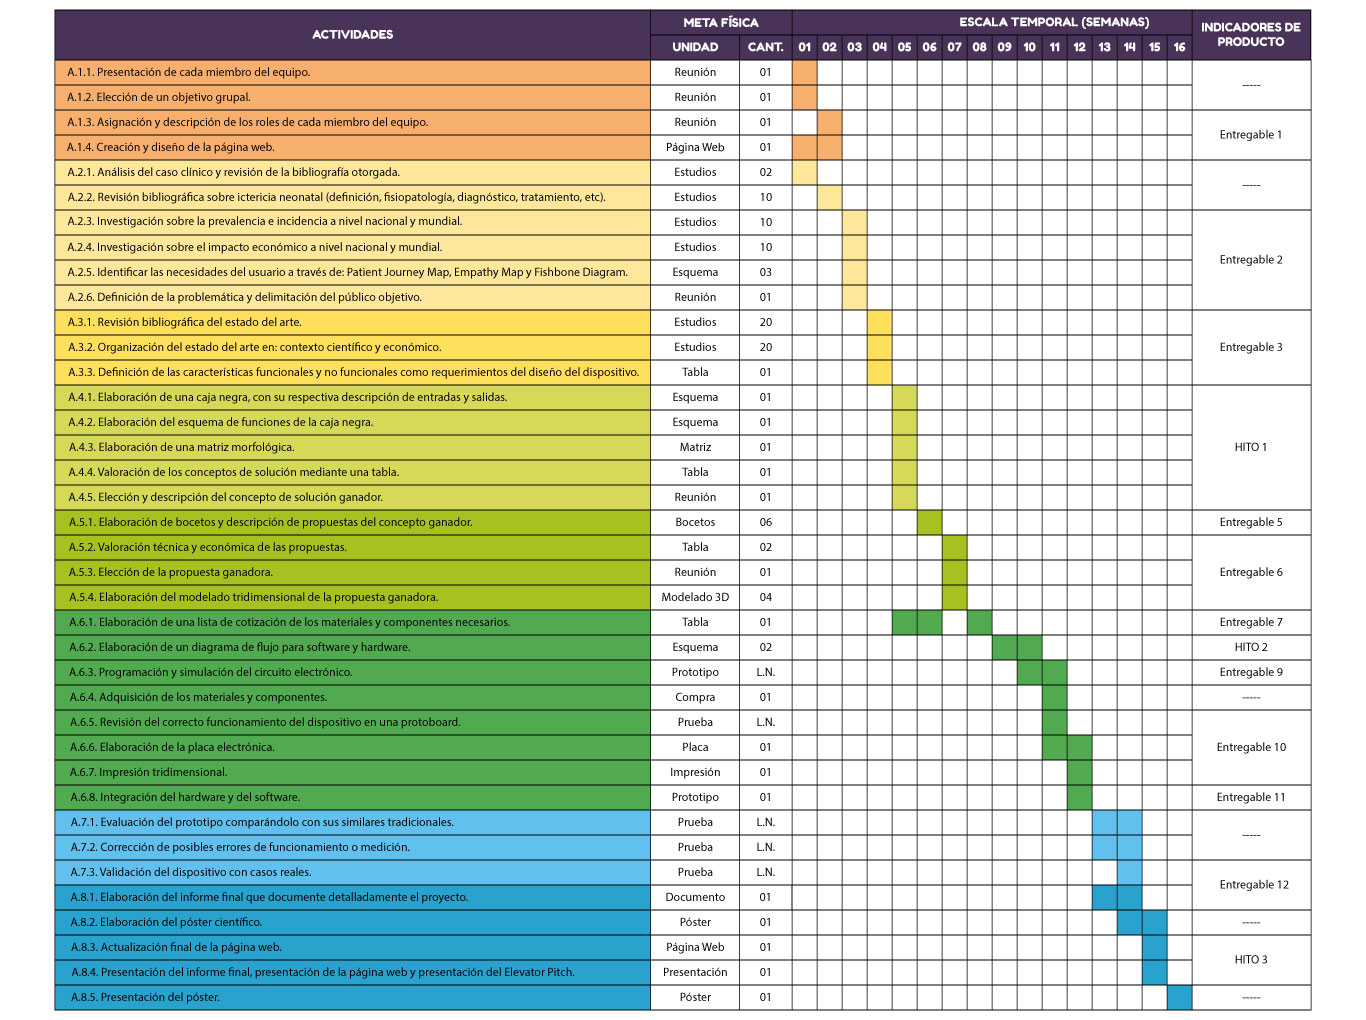 ACTIVIDADES META FÍSICA ESCALA TEMPORAL (SEMANAS) INDICADORES DE PRODUCTO
UNIDAD CANT. 01 02 03 04 05 06 07 08 09 10 11 12 13 14 15 16
A.1.1. Presentación de cada miembro del equipo. Reunión 01 -----
A.1.2. Elección de un objetivo grupal. Reunión 01
A.1.3. Asignación y descripción de los roles de cada miembro del equipo. Reunión 01 Entregable 1
A.1.4. Creación y diseño de la página web. Página Web 01
A.2.1. Análisis del caso clínico y revisión de la bibliografía otorgada. Estudios 02 -----
A.2.2. Revisión bibliográfica sobre ictericia neonatal (definición, fisiopatología, diagnóstico, tratamiento, etc). Estudios 10
A.2.3. Investigación sobre la prevalencia e incidencia a nivel nacional y mundial. Estudios 10 Entregable 2
A.2.4. Investigación sobre el impacto económico a nivel nacional y mundial. Estudios 10
A.2.5. Identificar las necesidades del usuario a través de: Patient Journey Map, Empathy Map y Fishbone Diagram. Esquema 03
A.2.6. Definición de la problemática y delimitación del público objetivo. Reunión 01
A.3.1. Revisión bibliográfica del estado del arte. Estudios 20 Entregable 3
A.3.2. Organización del estado del arte en: contexto científico y económico. Estudios 20
A.3.3. Definición de las características funcionales y no funcionales como requerimientos del diseño del dispositivo. Tabla 01
A.4.1. Elaboración de una caja negra, con su respectiva descripción de entradas y salidas. Esquema 01 HITO 1
A.4.2. Elaboración del esquema de funciones de la caja negra. Esquema 01
A.4.3. Elaboración de una matriz morfológica. Matriz 01
A.4.4. Valoración de los conceptos de solución mediante una tabla. Tabla 01
A.4.5. Elección y descripción del concepto de solución ganador. Reunión 01
A.5.1. Elaboración de bocetos y descripción de propuestas del concepto ganador. Bocetos 06 Entregable 5
A.5.2. Valoración técnica y económica de las propuestas. Tabla 02 Entregable 6
A.5.3. Elección de la propuesta ganadora. Reunión 01
A.5.4. Elaboración del modelado tridimensional de la propuesta ganadora. Modelado 3D 04
A.6.1. Elaboración de una lista de cotización de los materiales y componentes necesarios. Tabla 01 Entregable 7
A.6.2. Elaboración de un diagrama de flujo para software y hardware. Esquema 02 HITO 2
A.6.3. Programación y simulación del circuito electrónico. Prototipo L.N. Entregable 9
A.6.4. Adquisición de los materiales y componentes. Compra 01 -----
A.6.5. Revisión del correcto funcionamiento del dispositivo en una protoboard. Prueba L.N. Entregable 10
A.6.6. Elaboración de la placa electrónica. Placa 01
A.6.7. Impresión tridimensional. Impresión 01
A.6.8. Integración del hardware y del software. Prototipo 01 Entregable 11
A.7.1. Evaluación del prototipo comparándolo con sus similares tradicionales. Prueba L.N. -----
A.7.2. Corrección de posibles errores de funcionamiento o medición. Prueba L.N.
A.7.3. Validación del dispositivo con casos reales. Prueba L.N. Entregable 12
A.8.1. Elaboración del informe final que documente detalladamente el proyecto. Documento 01
A.8.2. Elaboración del póster científico. Póster 01 -----
A.8.3. Actualización final de la página web. Página Web 01 HITO 3
A.8.4. Presentación del informe final, presentación de la página web y presentación del Elevator Pitch. Presentación 01
A.8.5. Presentación del póster. Póster 01 -----